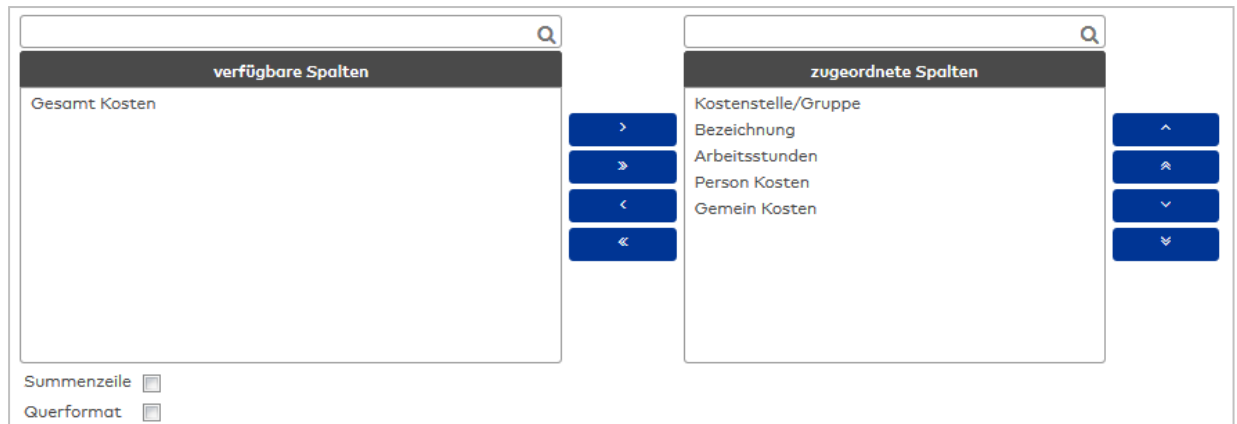 verfügbare Spalten
Gesamt Kosten
>
»
<
«
zugeordnete Spalten
Kostenstelle/Gruppe
Bezeichnung
Arbeitsstunden
Person Kosten
Gemein Kosten
Summenzeile
Querformat